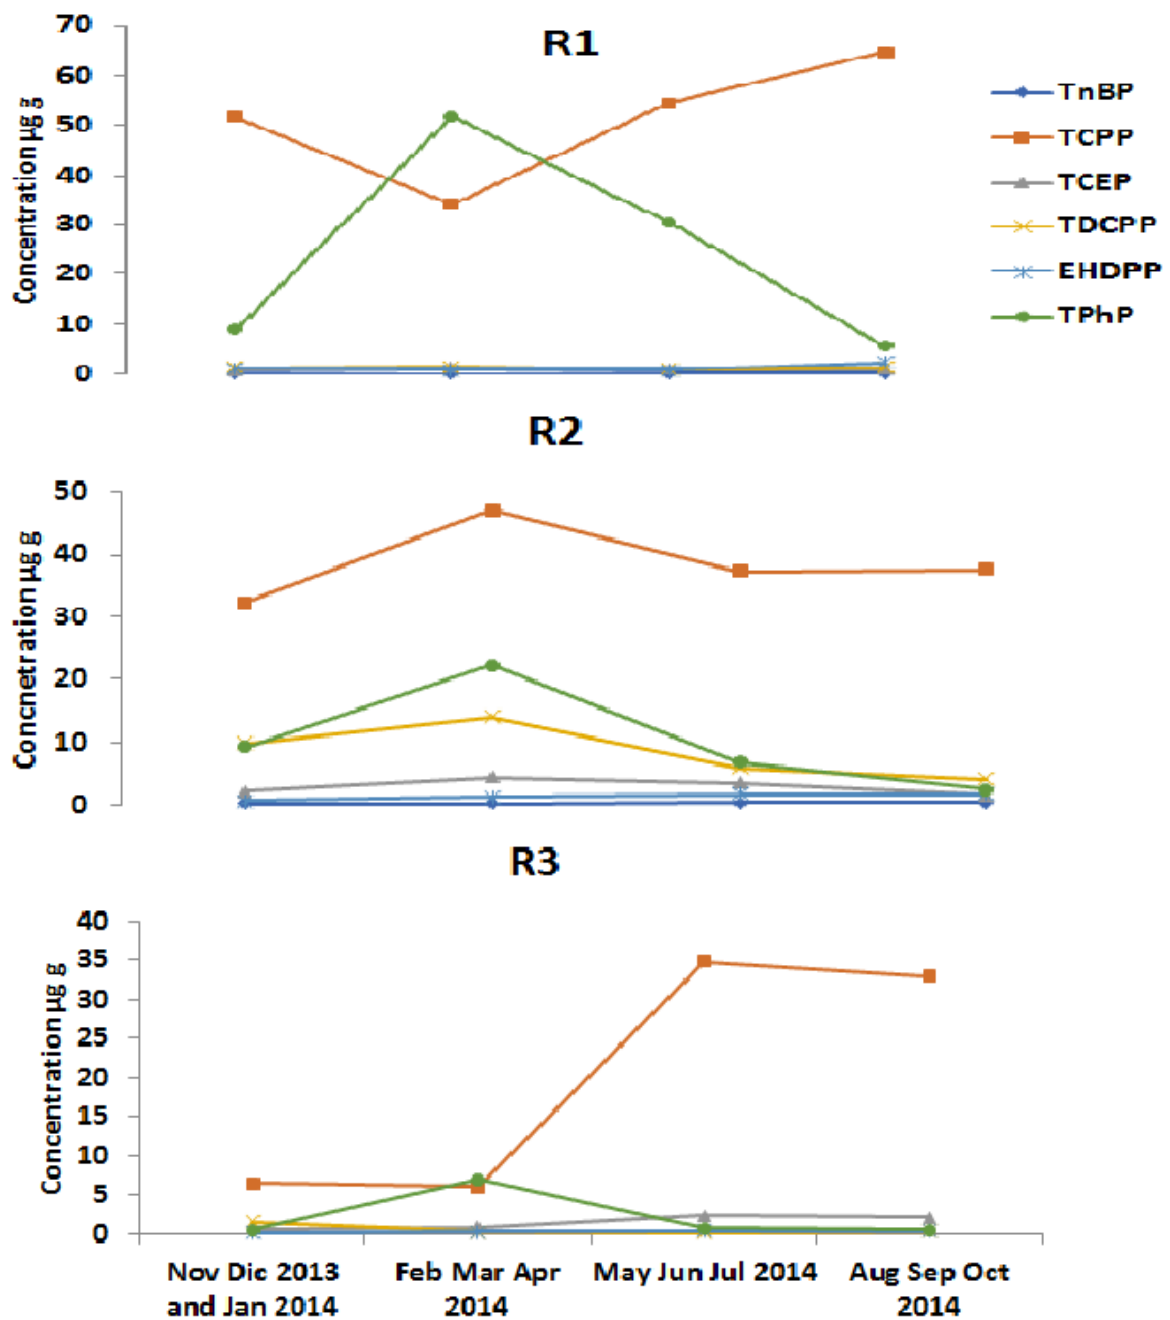 R1
70
60
50
40
30
20
10
0
Concentration µg g
TnBP
TCPP
TCEP
TDCPP
EHDPP
TPhP
R2
50
40
30
20
10
0
Concnetration µg g
R3
40
35
30
25
20
15
10
5
0
Concentration µg g
Nov Dic 2013
and Jan 2014
Feb Mar Apr
2014
May Jun Jul 2014
Aug Sep Oct
2014